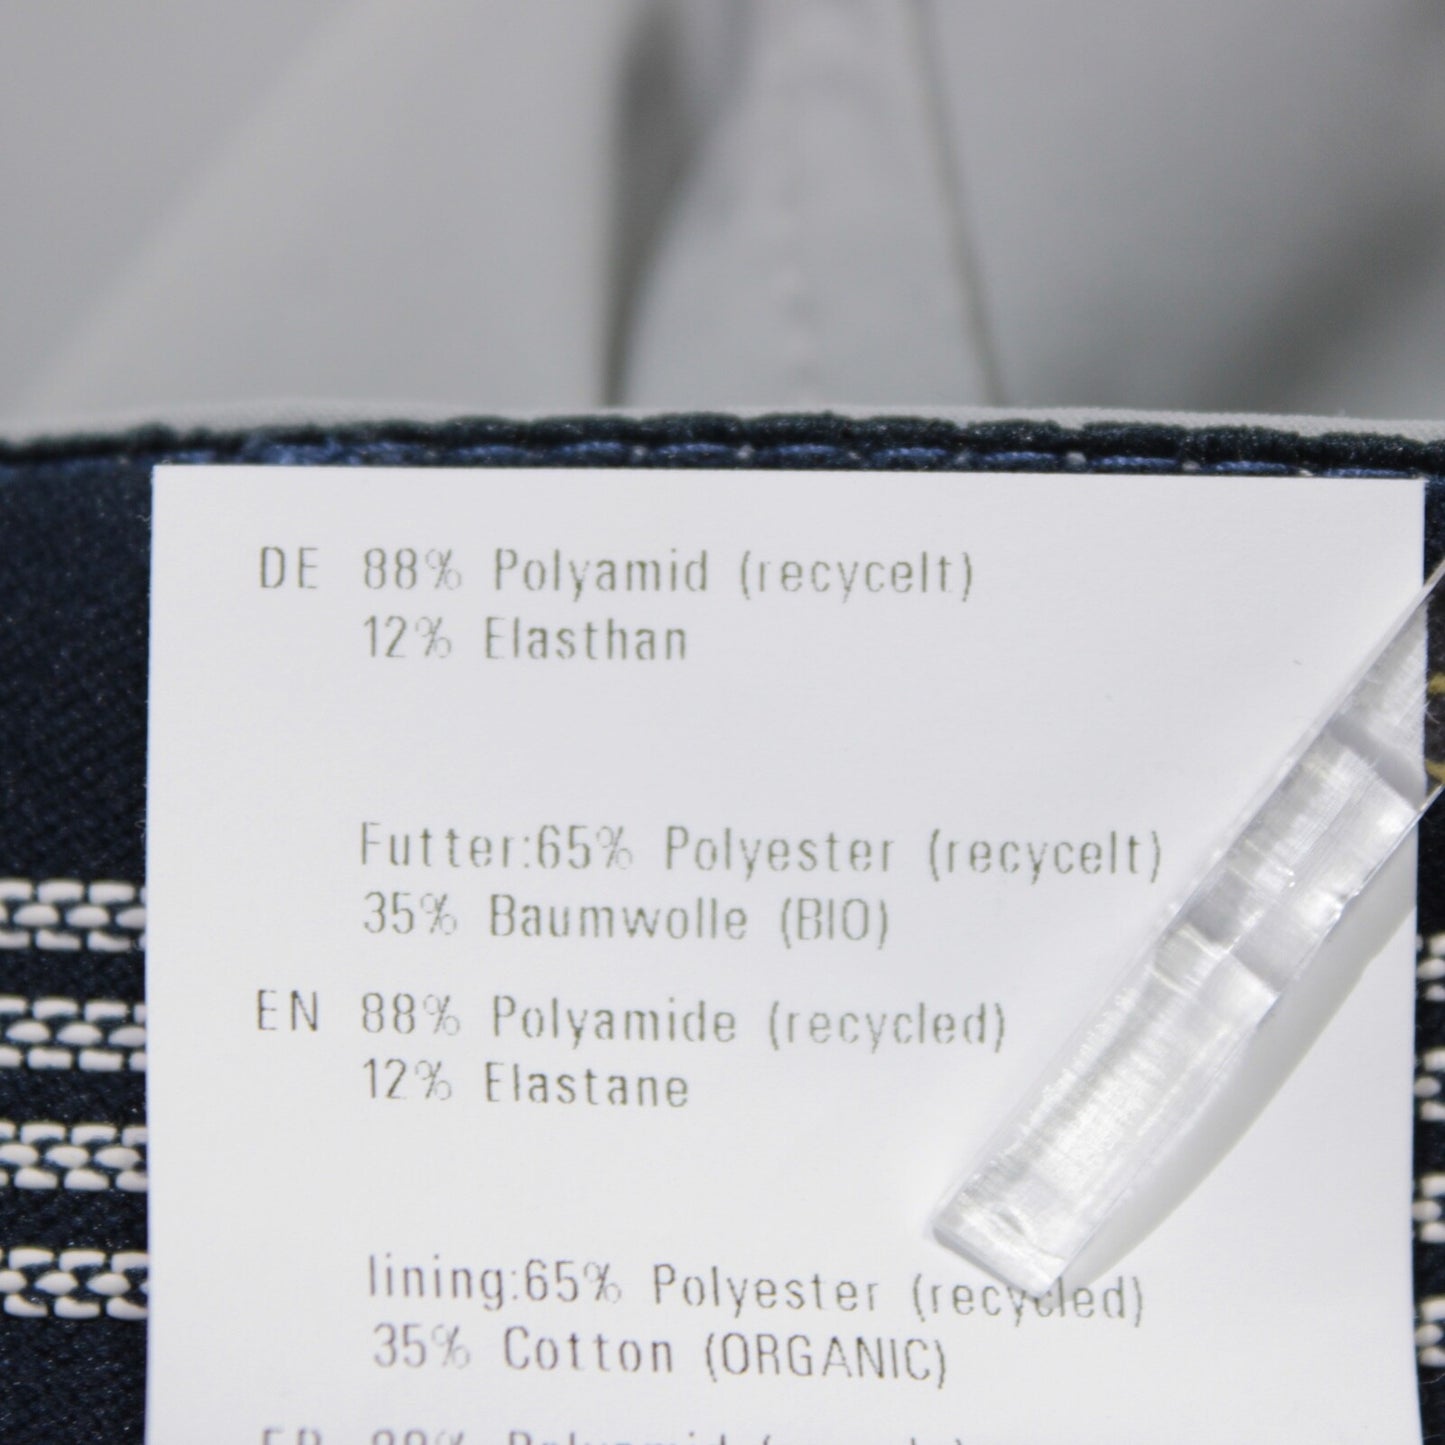 DE 88% Polyamid (recycelt)
12% Elasthan
Futter:65% Polyester (recycelt)
35% Baumwolle (BIO)
EN 88% Polyamide (recycled)
12% Elastane
lining:65% Polyester (recycled)
35% Cotton (ORGANIC)